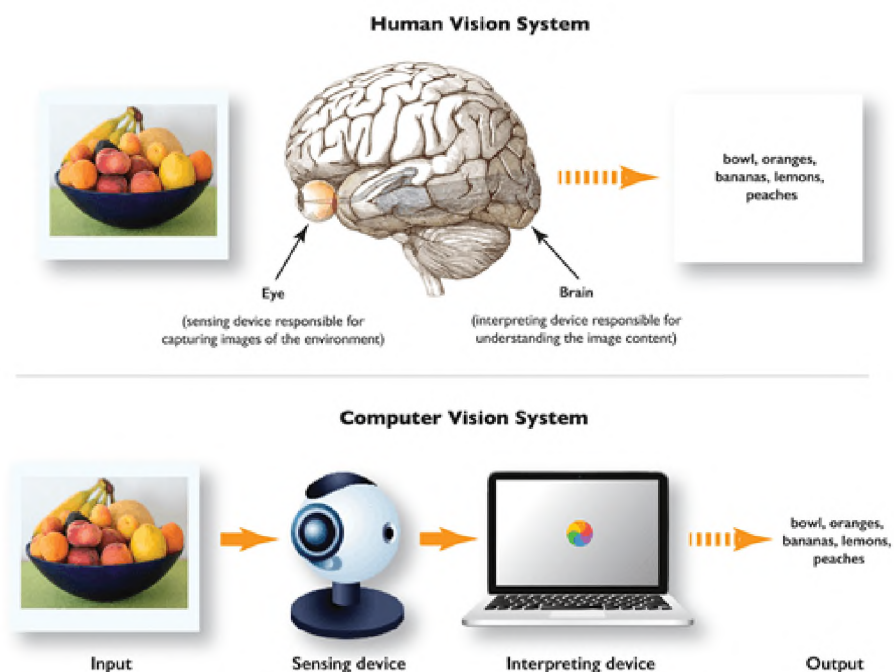 Human Vision System
bowl, oranges,
bananas, lemons,
peaches
Eye
(sensing device responsible for
capturing images of the environment)
Brain
(interpreting device responsible for
understanding the image content)
Computer Vision System
bowl, oranges,
bananas, lemons,
peaches
Input
Sensing device
Interpreting device
Output